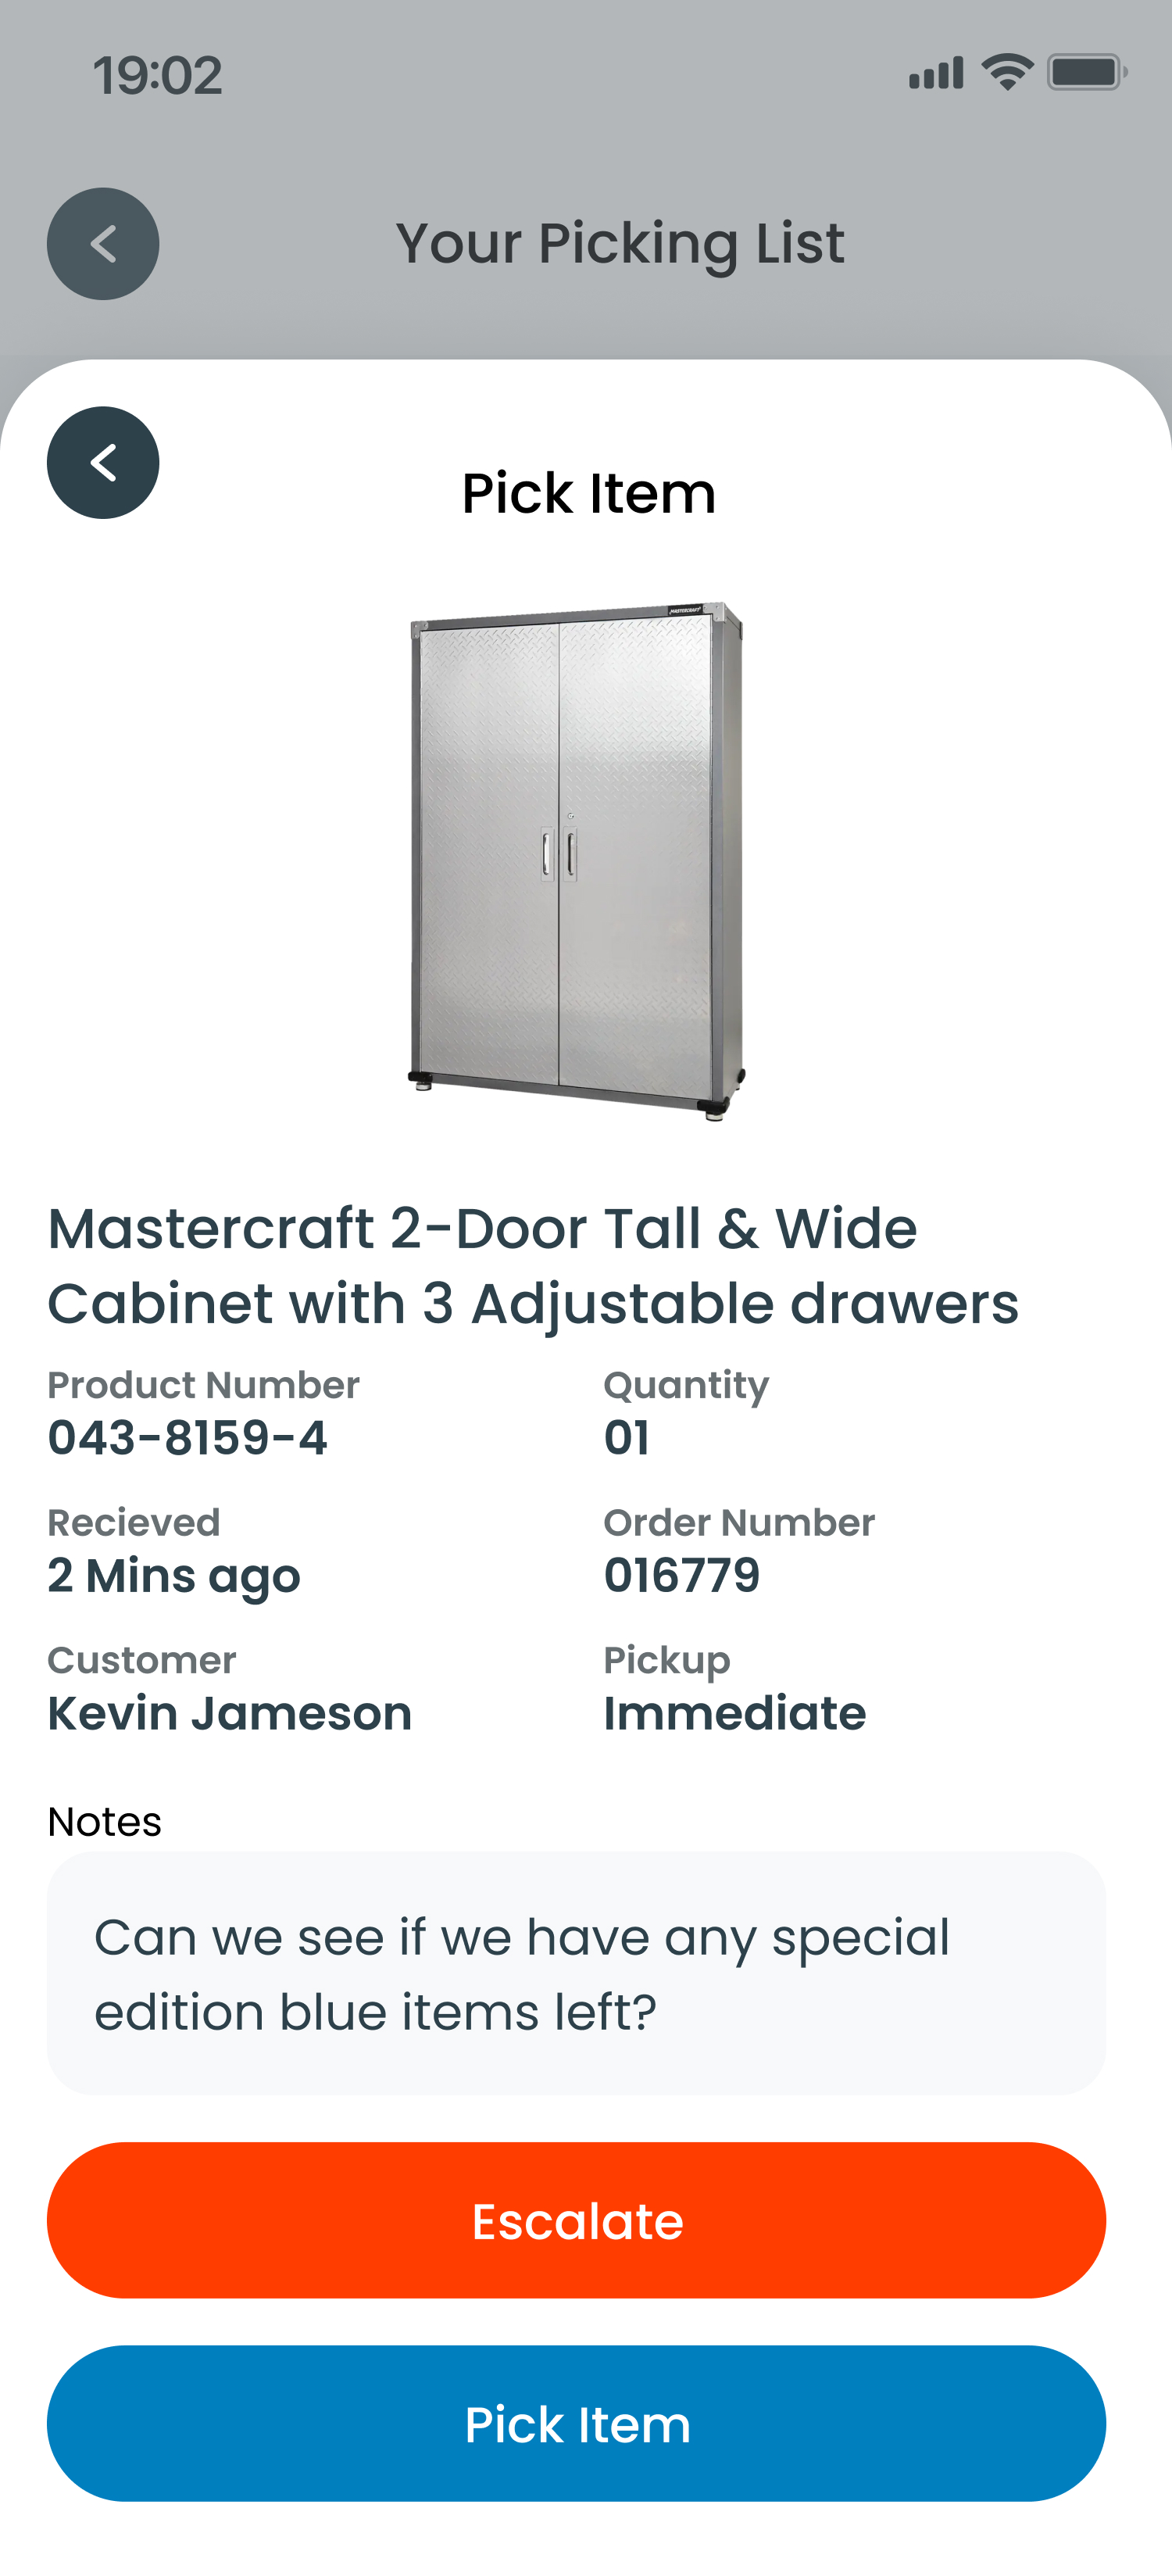 19:02
Your Picking List
Pick Item
MASTERCRAFT
Mastercraft 2-Door Tall & Wide
Cabinet with 3 Adjustable drawers
Product Number
043-8159-4
Quantity
01
Recieved
2 Mins ago
Order Number
016779
Customer
Kevin Jameson
Pickup
Immediate
Notes
Can we see if we have any special
edition blue items left?
Escalate
Pick Item